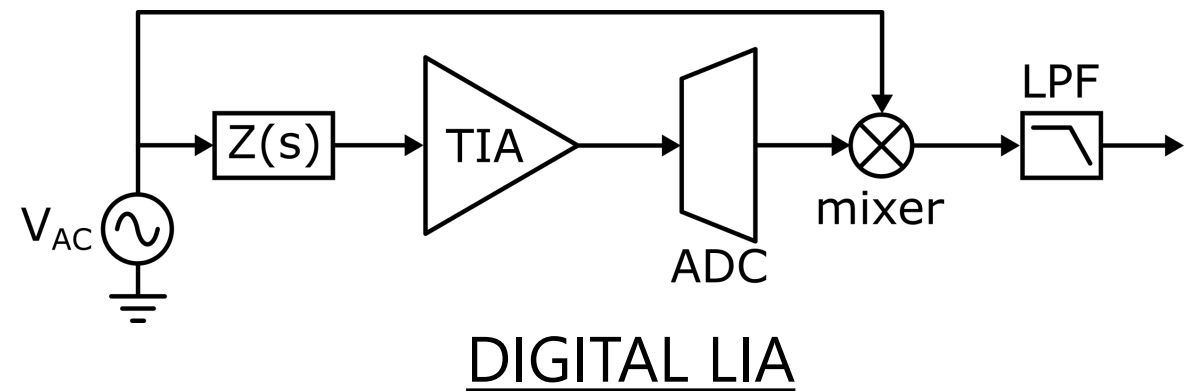 LPF
Z(s)
TIA
V_AC
mixer
ADC
DIGITAL LIA